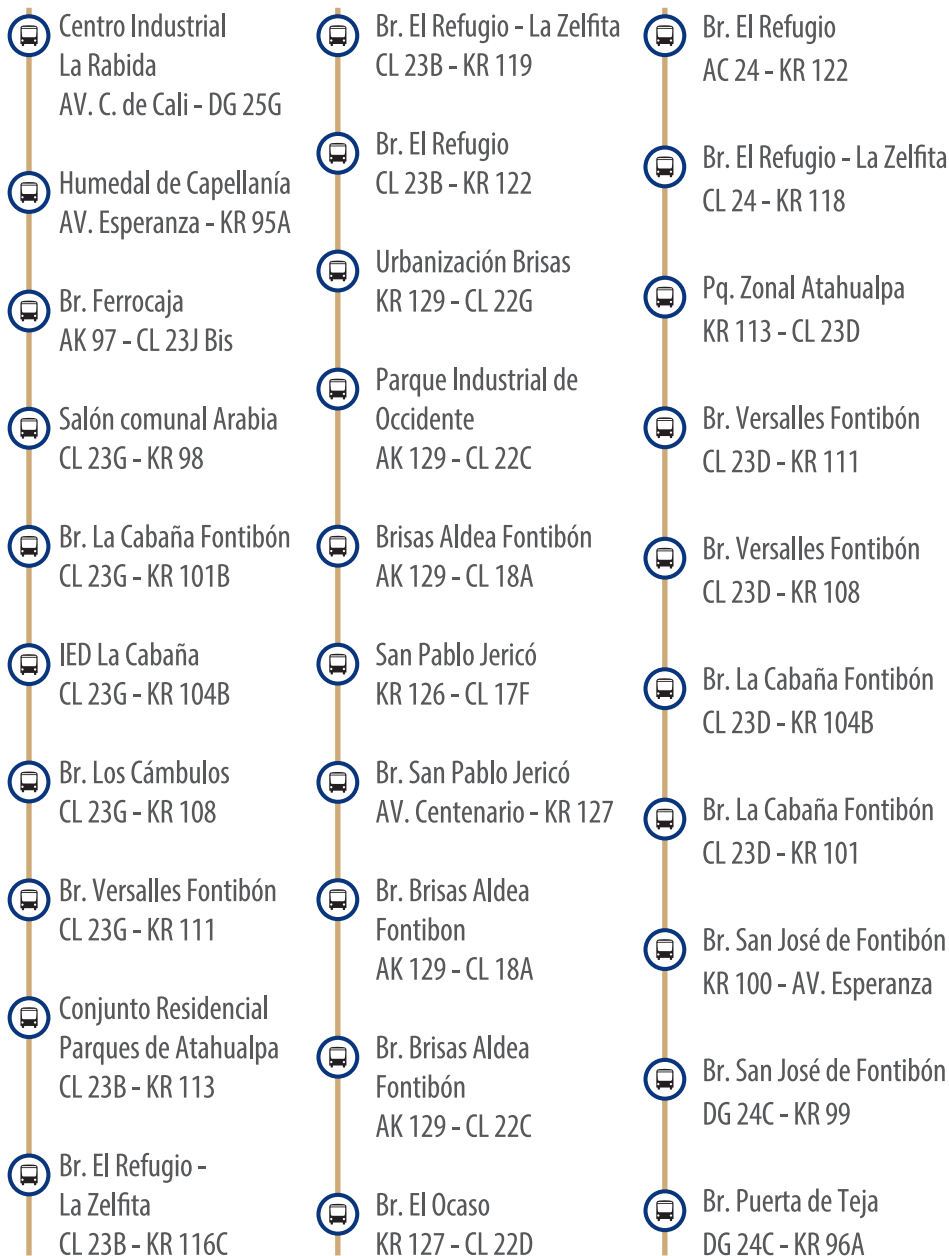 Centro Industrial
La Rabida
AV. C. de Cali - DG 25G
Humedal de Capellanía
AV. Esperanza - KR 95A
Br. Ferrocaja
AK 97 - CL 23J Bis
Salón comunal Arabia
CL 23G - KR 98
Br. La Cabaña Fontibón
CL 23G - KR 101B
IED La Cabaña
CL 23G - KR 104B
Br. Los Cámbulos
CL 23G - KR 108
Br. Versalles Fontibón
CL 23G - KR 111
Conjunto Residencial
Parques de Atahualpa
CL 23B - KR 113
Br. El Refugio -
La Zelfita
CL 23B - KR 116C
Br. El Refugio - La Zelfita
CL 23B - KR 119
Br. El Refugio
CL 23B - KR 122
Urbanización Brisas
KR 129 - CL 22G
Parque Industrial de
Occidente
AK 129 - CL 22C
Brisas Aldea Fontibón
AK 129 - CL 18A
San Pablo Jericó
KR 126 - CL 17F
Br. San Pablo Jericó
AV. Centenario - KR 127
Br. Brisas Aldea
Fontibon
AK 129 - CL 18A
Br. Brisas Aldea
Fontibón
AK 129 - CL 22C
Br. El Ocaso
KR 127 - CL 22D
Br. El Refugio
AC 24 - KR 122
Br. El Refugio - La Zelfita
CL 24 - KR 118
Pq. Zonal Atahualpa
KR 113 - CL 23D
Br. Versalles Fontibón
CL 23D - KR 111
Br. Versalles Fontibón
CL 23D - KR 108
Br. La Cabaña Fontibón
CL 23D - KR 104B
Br. La Cabaña Fontibón
CL 23D - KR 101
Br. San José de Fontibón
KR 100 - AV. Esperanza
Br. San José de Fontibón
DG 24C - KR 99
Br. Puerta de Teja
DG 24C - KR 96A